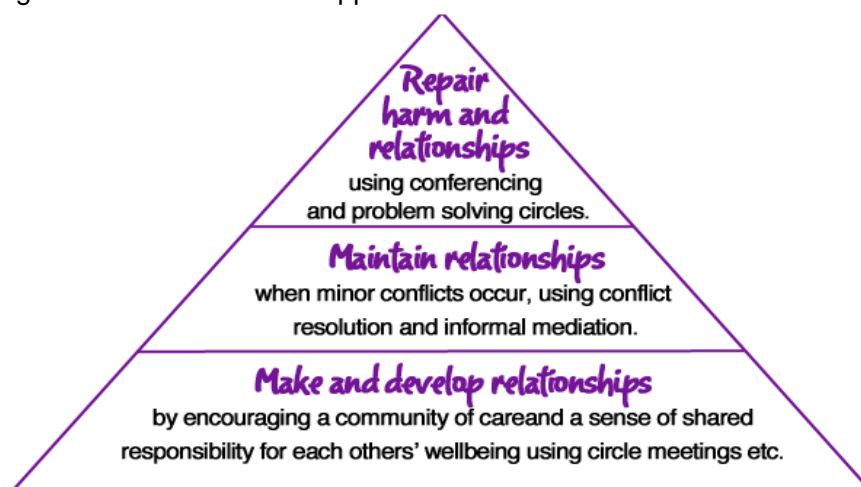 Repair
harm and
relationships
using conferencing
and problem solving circles.
Maintain relationships
when minor conflicts occur, using conflict
resolution and informal mediation.
Make and develop relationships
by encouraging a community of careand a sense of shared
responsibility for each others' wellbeing using circle meetings etc.